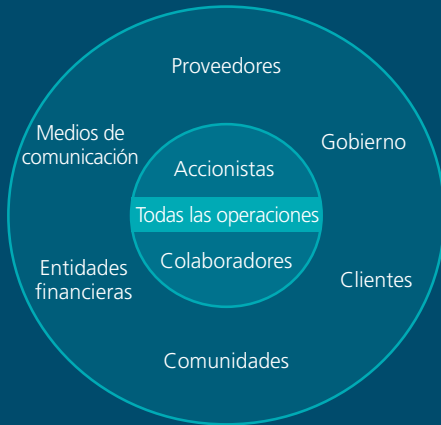 Proveedores
Medios de
comunicación
Gobierno
Accionistas
Todas las operaciones
Colaboradores
Entidades
financieras
Clientes
Comunidades